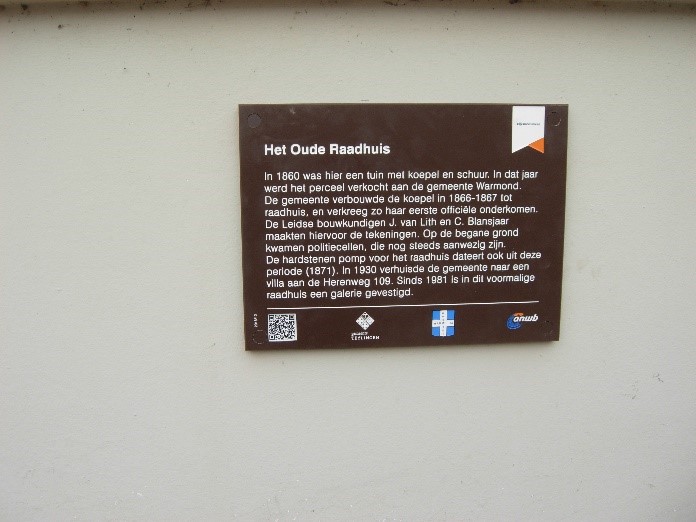 Het Oude Raadhuis
In 1860 was hier een tuin met koepel en schuur. In dat jaar
werd het perceel verkocht aan de gemeente Warmond.
De gemeente verbouwde de koepel in 1866-1867 tot
raadhuis, en verkreeg zo haar eerste officiële onderkomen.
De Leidse bouwkundigen J. van Lith en C. Blansjaar
maakten hiervoor de tekeningen. Op de begane grond
kwamen politiecellen, die nog steeds aanwezig zijn.
De hardstenen pomp voor het raadhuis dateert ook uit deze
periode (1871). In 1930 verhuisde de gemeente naar een
villa aan de Herenweg 109. Sinds 1981 is in dit voormalige
raadhuis een galerie gevestigd.
TEYLINGEN
anwb